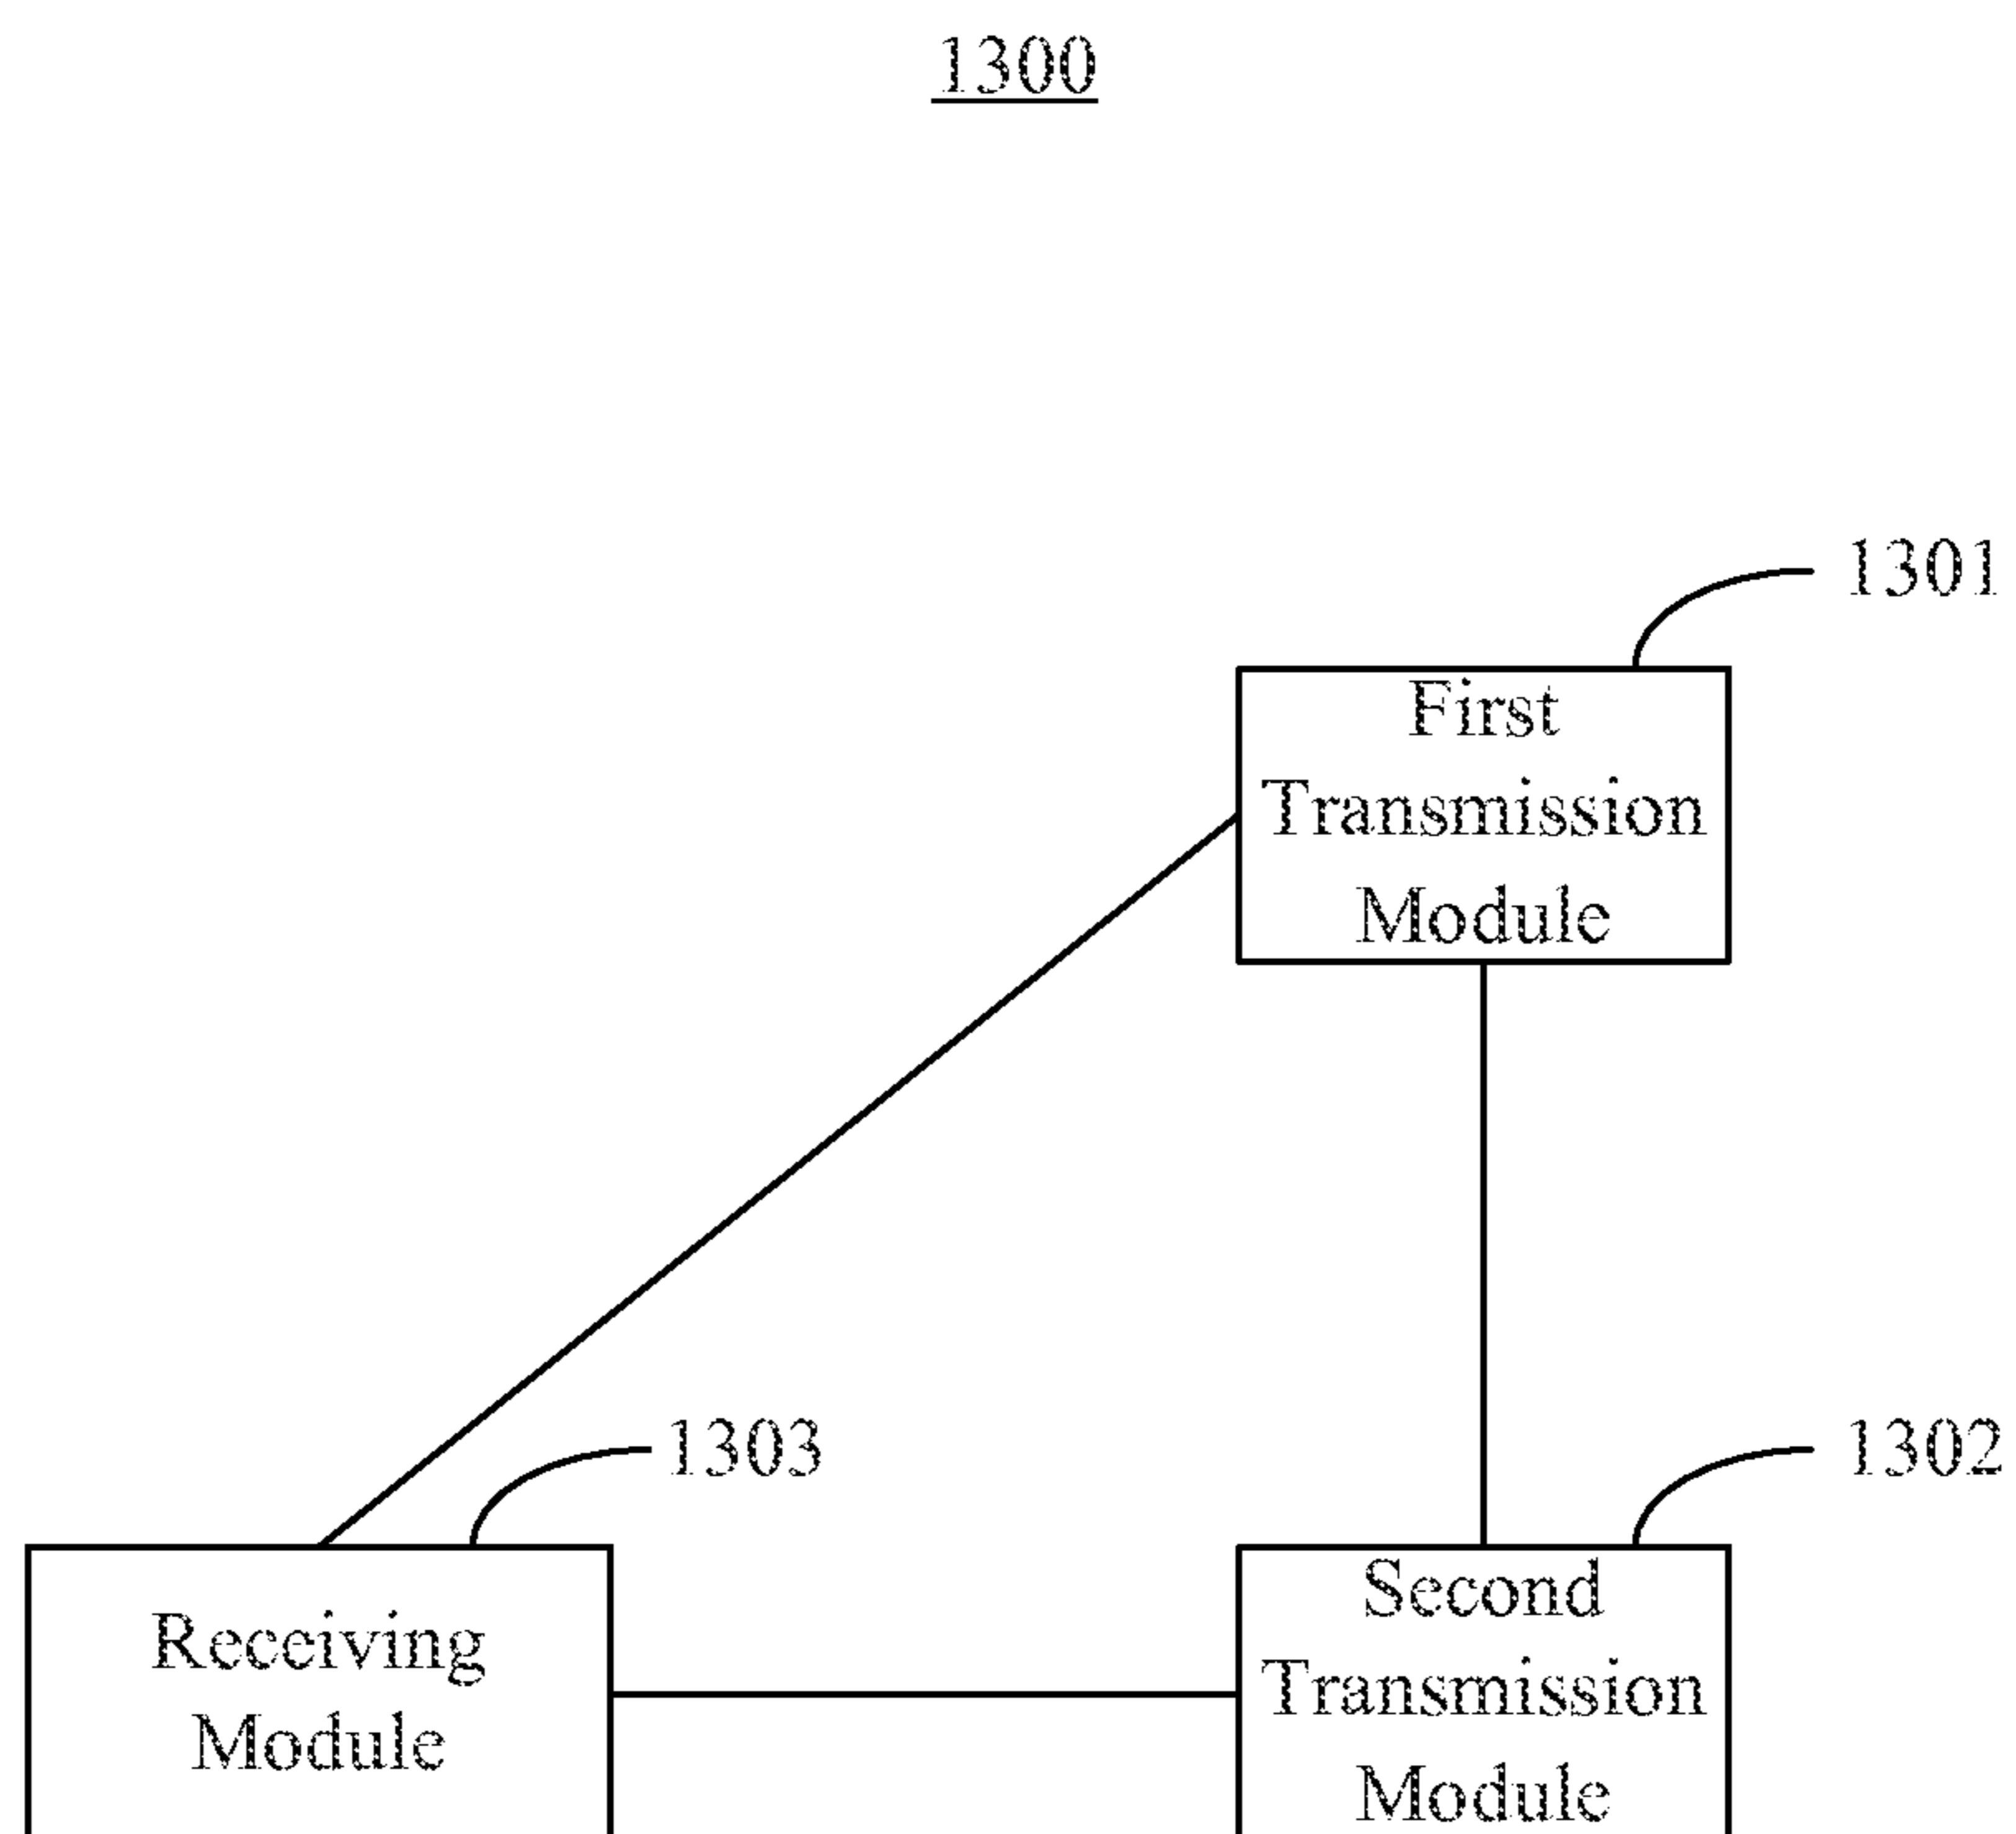 1300
1301
First
Transmission
Module
1303
1302
Receiving
Module
Second
Transmission
Module